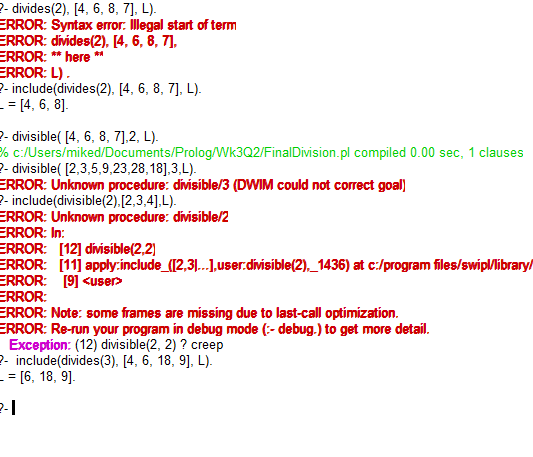 ?- divides(2), [4, 6, 8, 7], L).
ERROR: Syntax error: Illegal start of term
ERROR: divides(2), [4, 6, 8, 7],
ERROR: ** here **
ERROR: L) .
?- include(divides(2), [4, 6, 8, 7], L).
L = [4, 6, 8].
?- divisible( [4, 6, 8, 7],2, L).
% c:/Users/miked/Documents/Prolog/Wk3Q2/FinalDivision.pl compiled 0.00 sec, 1 clauses
?- divisible( [2,3,5,9,23,28,18],3,L).
ERROR: Unknown procedure: divisible/3 (DWIM could not correct goal)
?- include(divisible(2),[2,3,4],L).
ERROR: Unknown procedure: divisible/2
ERROR: In:
ERROR: [12] divisible(2,2)
ERROR: [11] apply:include_([2,3|...],user:divisible(2),_1436) at c:/program files/swipl/library/
ERROR: [9] <user>
ERROR:
ERROR: Note: some frames are missing due to last-call optimization.
ERROR: Re-run your program in debug mode (:- debug.) to get more detail.
Exception: (12) divisible(2, 2) ? creep
?- include(divides(3), [4, 6, 18, 9], L).
L = [6, 18, 9].
?-